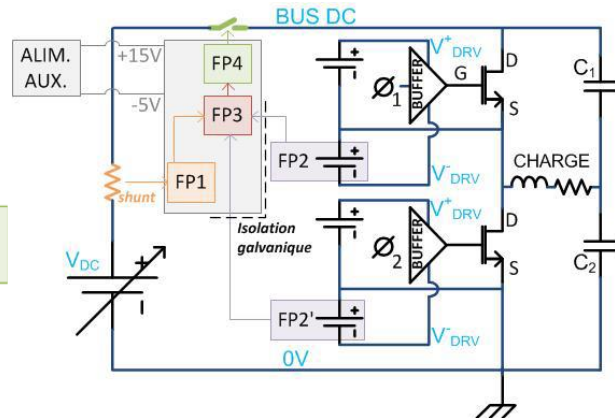 BUS DC
ALIM.
AUX.
+15V
-5V
FP4
FP3
FP1
shunt
Isolation
galvanique
FP2
FP2'
V+DRV
BUFFER
Ø1
G
D
S
V-DRV
C1
CHARGE
V+DRV
BUFFER
Ø2
D
S
V-DRV
C2
VDC
0V